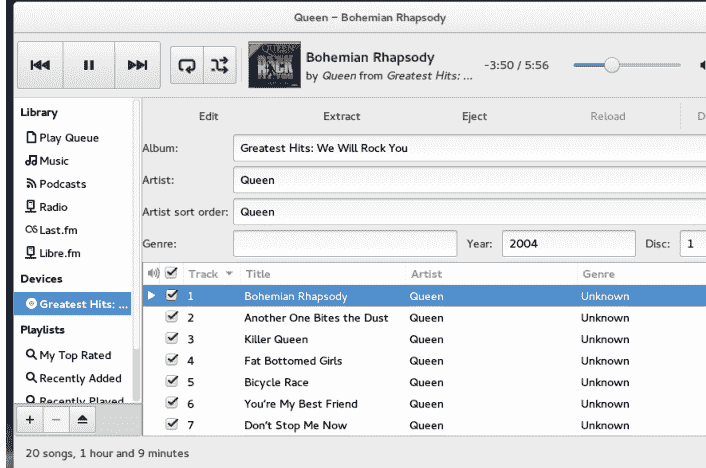 Queen – Bohemian Rhapsody
Bohemian Rhapsody
by Queen from Greatest Hits: ...
-3:50 / 5:56
Library
Play Queue
Music
Podcasts
Radio
Last.fm
Libre.fm
Devices
Greatest Hits: ...
Playlists
My Top Rated
Recently Added
Recently Played
Edit Extract Eject Reload D
Album: Greatest Hits: We Will Rock You
Artist: Queen
Artist sort order: Queen
Genre: Year: 2004 Disc: 1
Track Title Artist Genre
1 Bohemian Rhapsody Queen Unknown
2 Another One Bites the Dust Queen Unknown
3 Killer Queen Queen Unknown
4 Fat Bottomed Girls Queen Unknown
5 Bicycle Race Queen Unknown
6 You're My Best Friend Queen Unknown
7 Don't Stop Me Now Queen Unknown
20 songs, 1 hour and 9 minutes